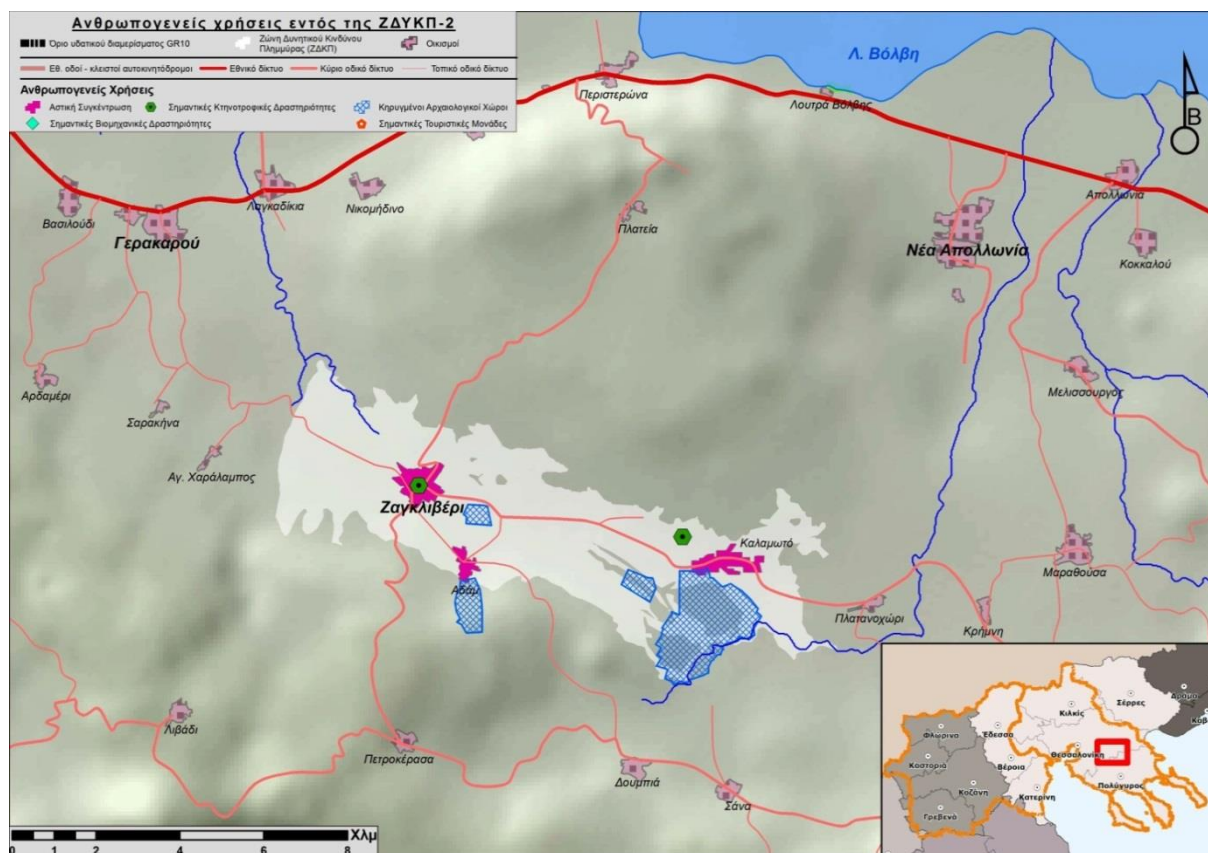 Ανθρωπογενείς χρήσεις εντός της ΖΔΥΚΠ-2
Όριο υδατικού διαμερίσματος GR10
Ζώνη Δυνητικού Κινδύνου
Πλημμύρας (ΖΔΚΠ)
Οικισμοί
Εθ. οδοί - κλειστοί αυτοκινητόδρομοι
Εθνικό δίκτυο
Κύριο οδικό δίκτυο
Τοπικό οδικό δίκτυο
Ανθρωπογενείς Χρήσεις
Αστική Συγκέντρωση
Σημαντικές Κτηνοτροφικές Δραστηριότητες
Κηρυγμένοι Αρχαιολογικοί Χώροι
Σημαντικές Βιομηχανικές Δραστηριότητες
Σημαντικές Τουριστικές Μονάδες
Λ. Βόλβη
Β
Περιστερώνα
Λουτρά Βόλβης
Απολλωνία
Βασιλούδι
Γερακαρού
Λαγκαδίκια
Νικομήδινο
Πλατεία
Νέα Απολλωνία
Κοκκαλού
Αρδαμέρι
Σαρακήνα
Αγ. Χαράλαμπος
Μελισσουργος
Ζαγκλιβέρι
Καλαμωτό
Αδάμ
Μαραθούσα
Πλατανοχώρι
Κρήμνη
Λιβάδι
Πετροκέρασα
Δουμπιά
Σάνα
Χλμ
0 1 2 4 6 8
Δράμα
Σέρρες
Κιλκίς
Φλωρινα
Έδεσσα
Θεσσαλονίκη
Καστοριά
Βέροια
Κοζάνη
Πολύγυρος
Κατερίνη
Γρεβενά